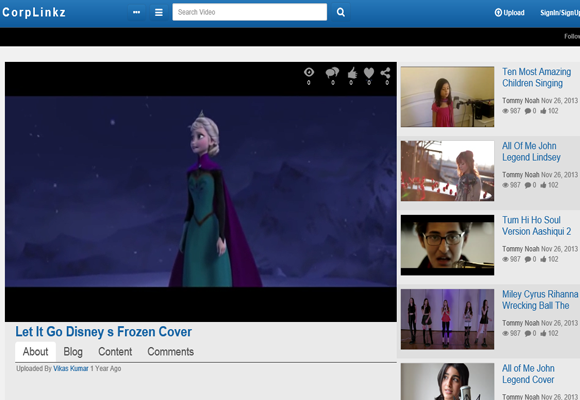 CorpLinkz
Search Video
Upload
SignIn/SignUp
Follow
0 0 0 0 0
Let It Go Disney s Frozen Cover
About Blog Content Comments
Uploaded By Vikas Kumar 1 Year Ago
Ten Most Amazing
Children Singing
Tommy Noah Nov 26, 2013
987 0 102
All Of Me John
Legend Lindsey
Tommy Noah Nov 26, 2013
987 0 102
Tum Hi Ho Soul
Version Aashiqui 2
Tommy Noah Nov 26, 2013
987 0 102
Miley Cyrus Rihanna
Wrecking Ball The
Tommy Noah Nov 26, 2013
987 0 102
All of Me John
Legend Cover
Tommy Noah Nov 26, 2013